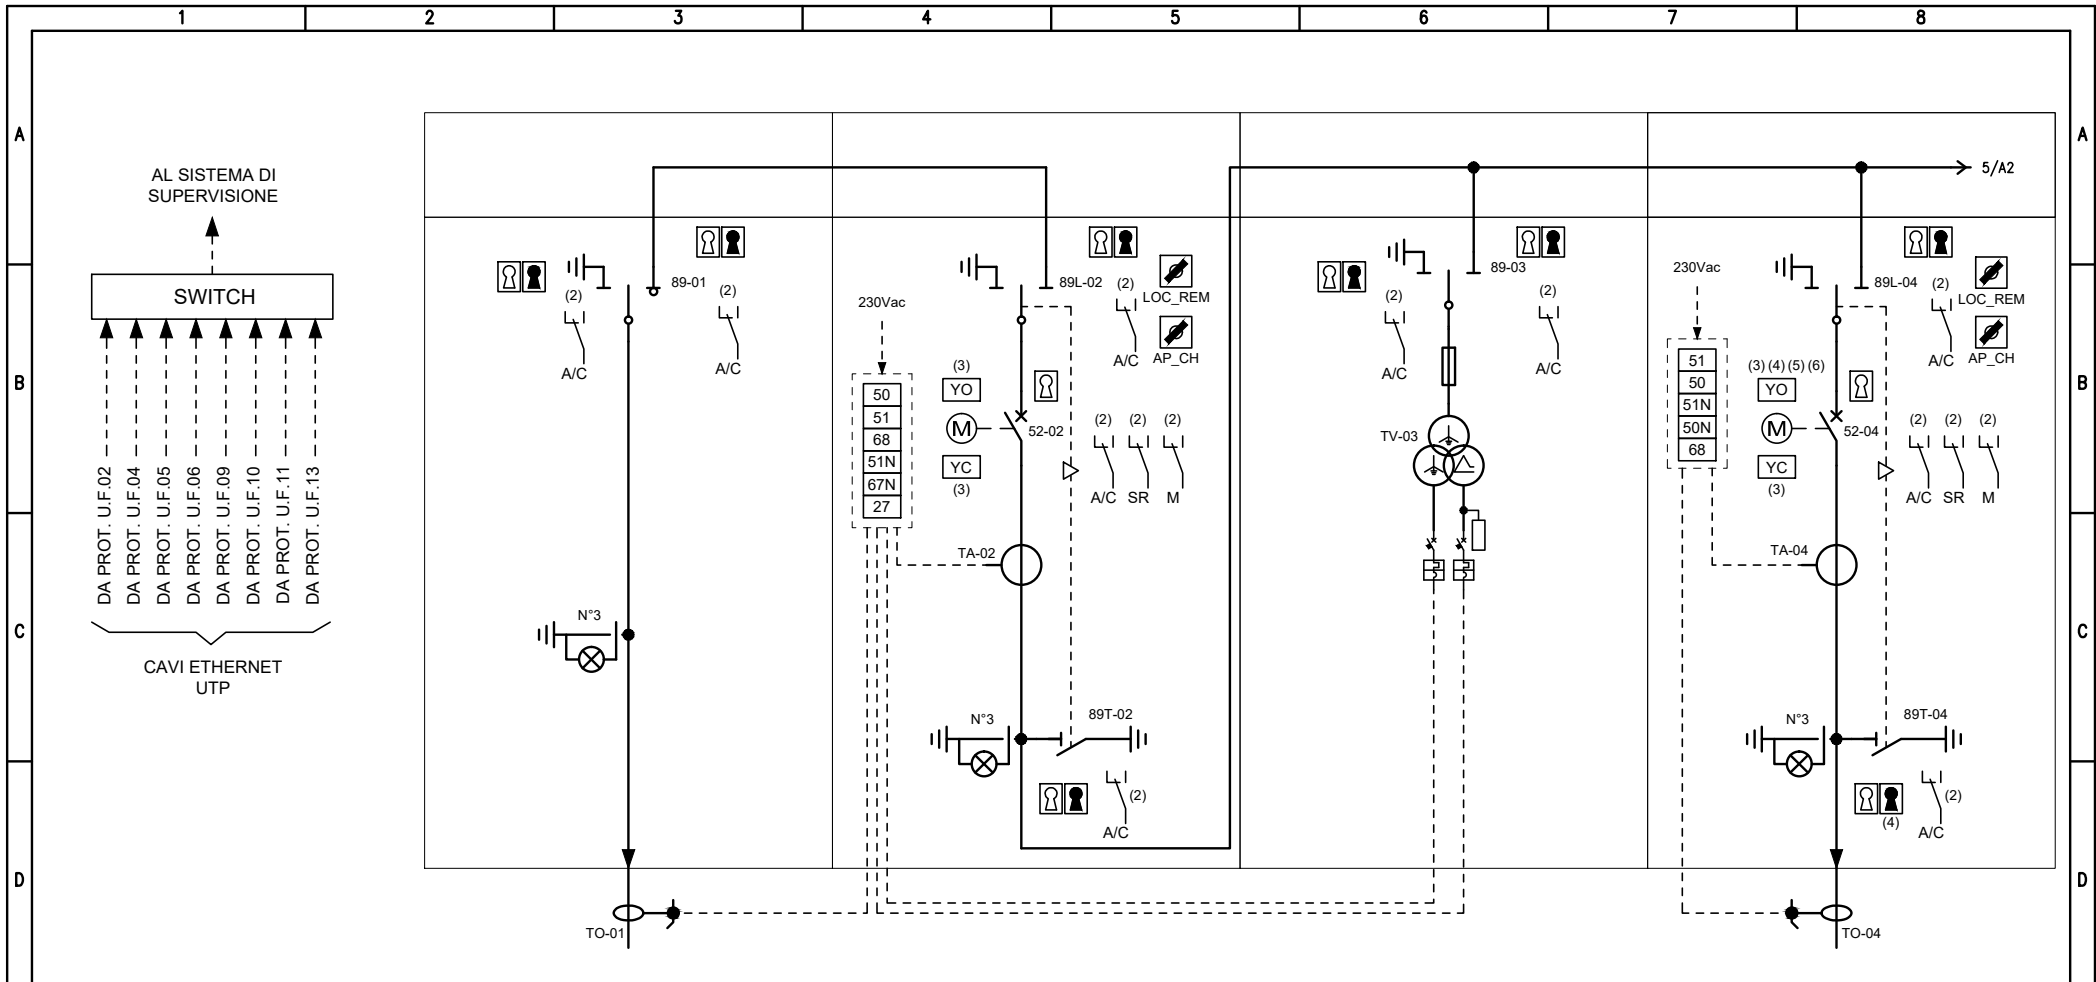 1 2 3 4 5 6 7 8
A A
AL SISTEMA DI
SUPERVISIONE
5/A2
SWITCH
89-01
(2)
(2)
A/C
A/C
230Vac
89L-02
(2)
LOC_REM
AP_CH
A/C
89-03
(2)
(2)
A/C
A/C
230Vac
89L-04
(2)
LOC_REM
AP_CH
A/C
B B
50
51
68
51N
67N
27
(3)
YO
M
YC
(3)
52-02
(2) (2) (2)
A/C SR M
TV-03
51
50
51N
50N
68
(3) (4) (5) (6)
YO
M
YC
(3)
52-04
(2) (2) (2)
A/C SR M
DA PROT. U.F.02
DA PROT. U.F.04
DA PROT. U.F.05
DA PROT. U.F.06
DA PROT. U.F.09
DA PROT. U.F.10
DA PROT. U.F.11
DA PROT. U.F.13
TA-02
TA-04
C C
CAVI ETHERNET
UTP
N°3
N°3
89T-02
(2)
A/C
N°3
89T-04
(4)
(2)
A/C
D D
TO-01
TO-04